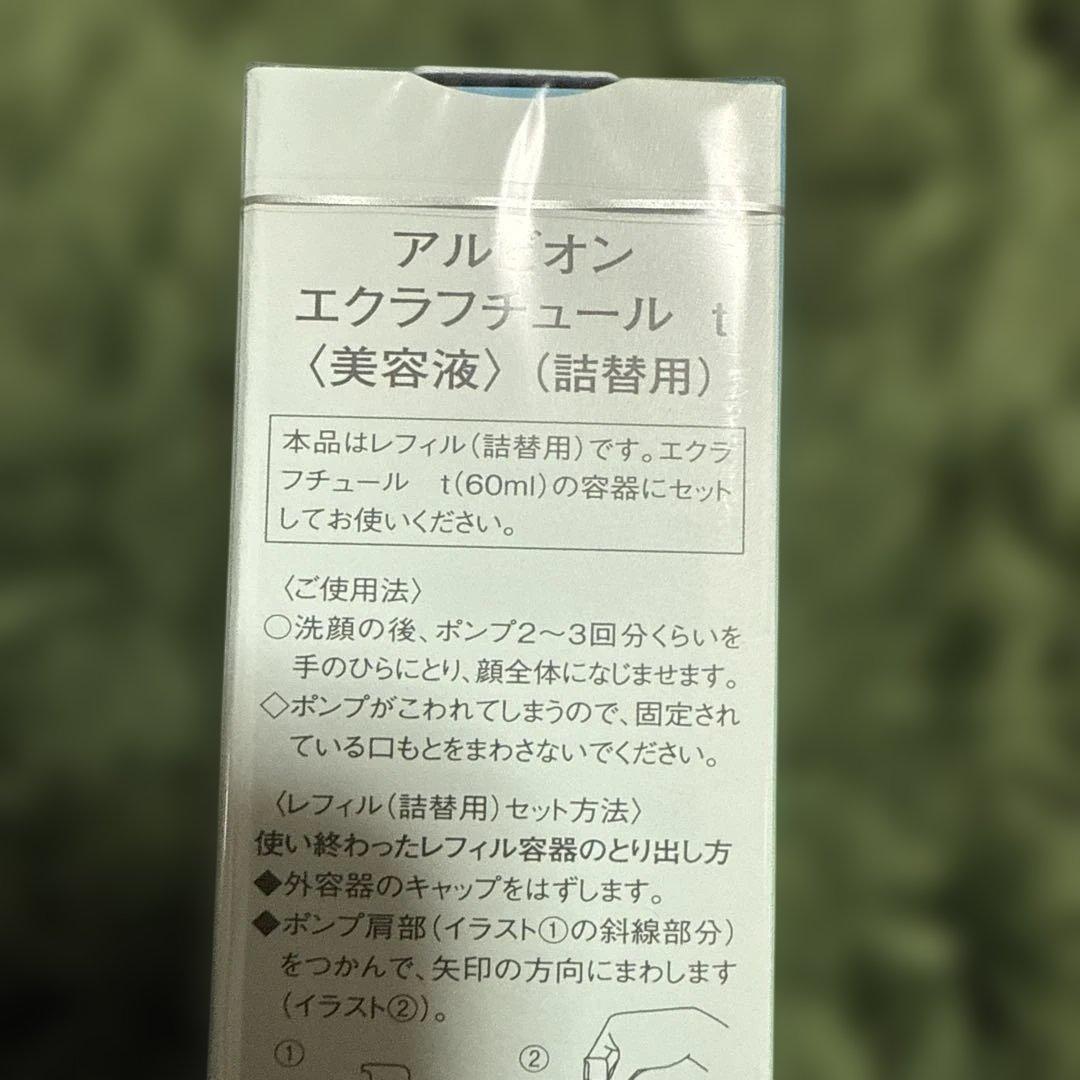 アルビオン
エクラフチュール t
〈美容液〉（詰替用）
本品はレフィル（詰替用）です。エクラ
フチュール t(60ml)の容器にセット
してお使いください。
〈ご使用法〉
○洗顔の後、ポンプ2～3回分くらいを
手のひらにとり、顔全体になじませます。
◇ポンプがこわれてしまうので、固定され
ている口もとをまわさないでください。
〈レフィル（詰替用）セット方法〉
使い終わったレフィル容器のとり出し方
◆外容器のキャップをはずします。
◆ポンプ肩部（イラスト①の斜線部分）
をつかんで、矢印の方向にまわします
（イラスト②）。
① ②